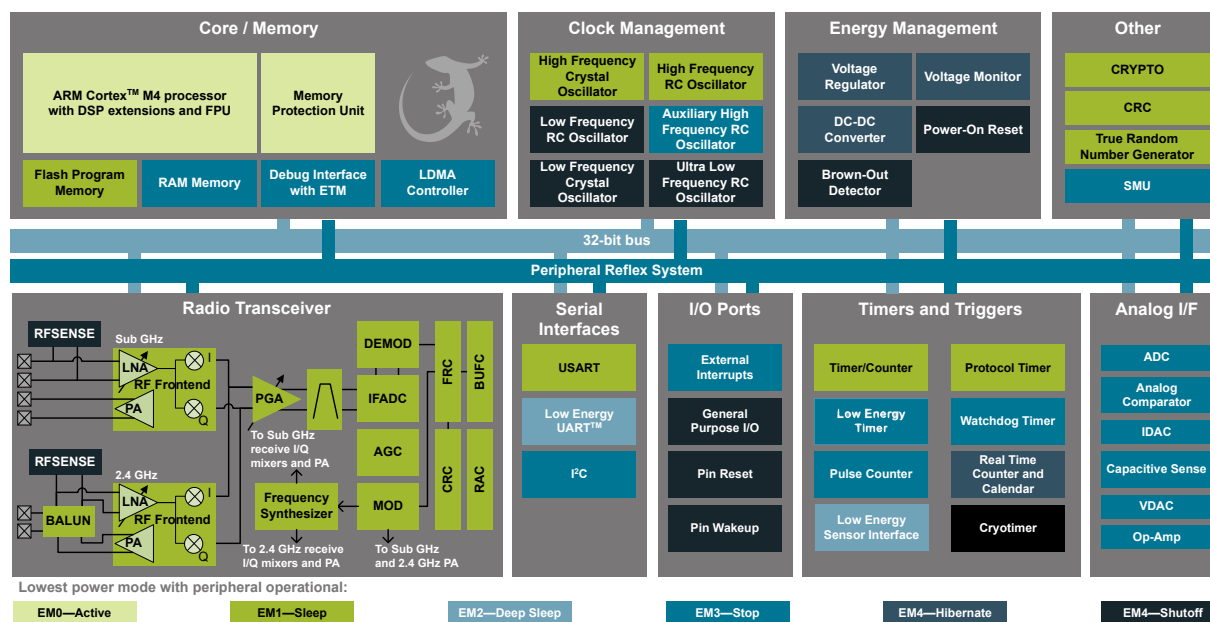 Core / Memory
ARM Cortex™ M4 processor
with DSP extensions and FPU
Memory
Protection Unit
Flash Program
Memory
RAM Memory
Debug Interface
with ETM
LDMA
Controller
Clock Management
High Frequency
Crystal
Oscillator
High Frequency
RC Oscillator
Low Frequency
RC Oscillator
Auxiliary High
Frequency RC
Oscillator
Low Frequency
Crystal
Oscillator
Ultra Low
Frequency RC
Oscillator
Energy Management
Voltage
Regulator
Voltage Monitor
DC-DC
Converter
Power-On Reset
Brown-Out
Detector
Other
CRYPTO
CRC
True Random
Number Generator
SMU
32-bit bus
Peripheral Reflex System
Radio Transceiver
RFSENSE
Sub GHz
LNA
RF Frontend
PA
I
Q
RFSENSE
2.4 GHz
LNA
RF Frontend
PA
I
Q
BALUN
PGA
To Sub GHz
receive I/Q
mixers and PA
Frequency
Synthesizer
To 2.4 GHz receive
I/Q mixers and PA
DEMOD
IFADC
AGC
MOD
To Sub GHz
and 2.4 GHz PA
FRC
BUFC
CRC
RAC
Serial
Interfaces
USART
Low Energy
UART™
I²C
I/O Ports
External
Interrupts
General
Purpose I/O
Pin Reset
Pin Wakeup
Timers and Triggers
Timer/Counter
Protocol Timer
Low Energy
Timer
Watchdog Timer
Pulse Counter
Real Time
Counter and
Calendar
Low Energy
Sensor Interface
Cryotimer
Analog I/F
ADC
Analog
Comparator
IDAC
Capacitive Sense
VDAC
Op-Amp
Lowest power mode with peripheral operational:
EM0—Active
EM1—Sleep
EM2—Deep Sleep
EM3—Stop
EM4—Hibernate
EM4—Shutoff